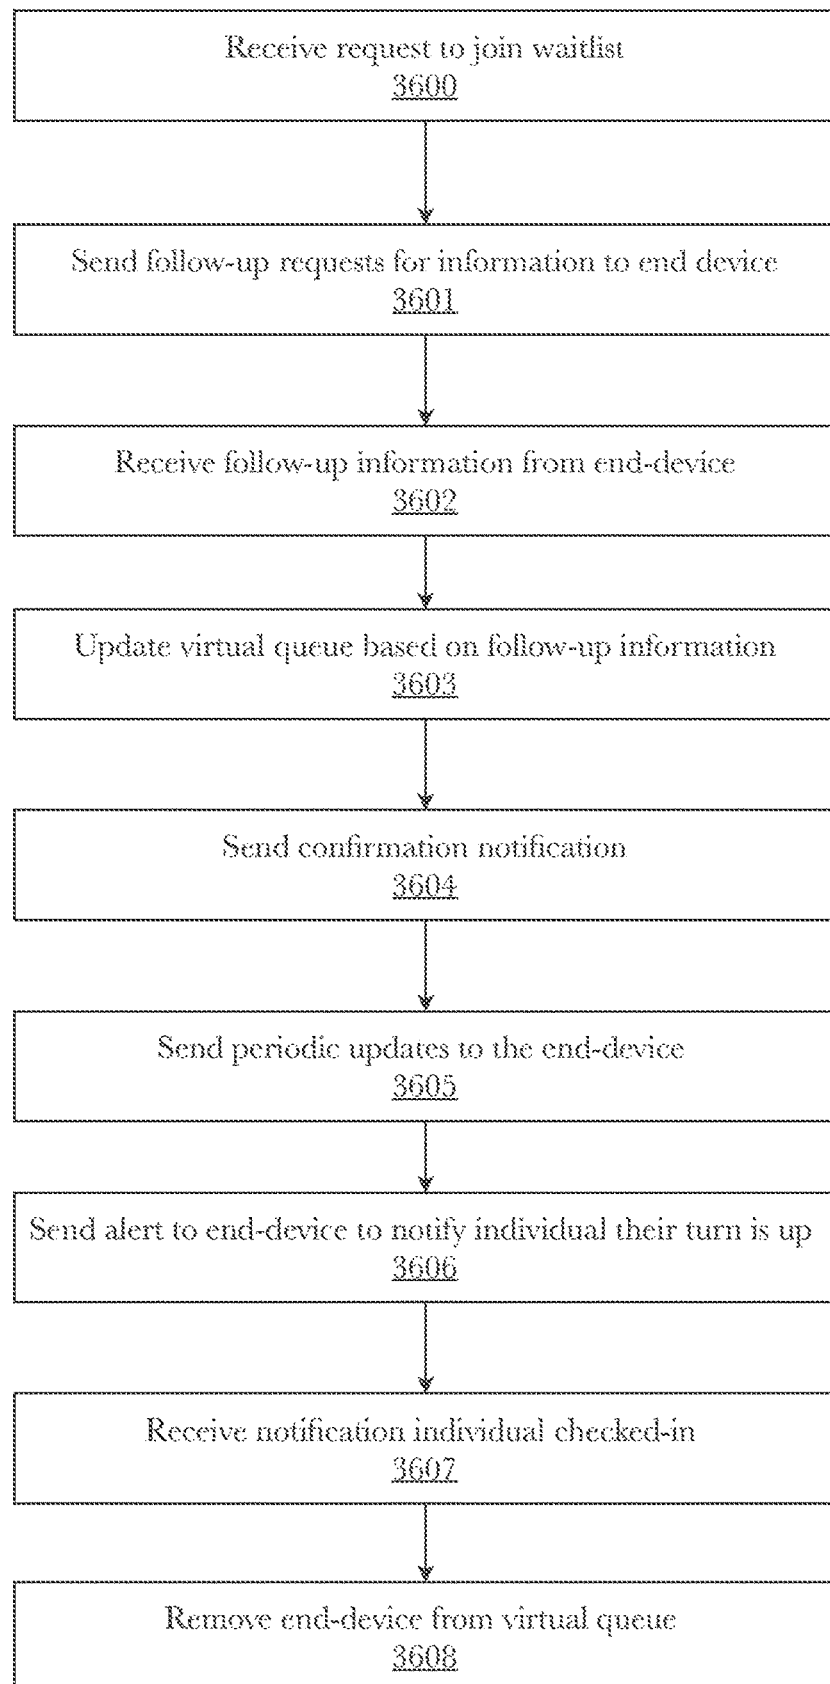 Receive request to join waitlist
3600
Send follow-up requests for information to end device
3601
Receive follow-up information from end-device
3602
Update virtual queue based on follow-up information
3603
Send confirmation notification
3604
Send periodic updates to the end-device
3605
Send alert to end-device to notify individual their turn is up
3606
Receive notification individual checked-in
3607
Remove end-device from virtual queue
3608